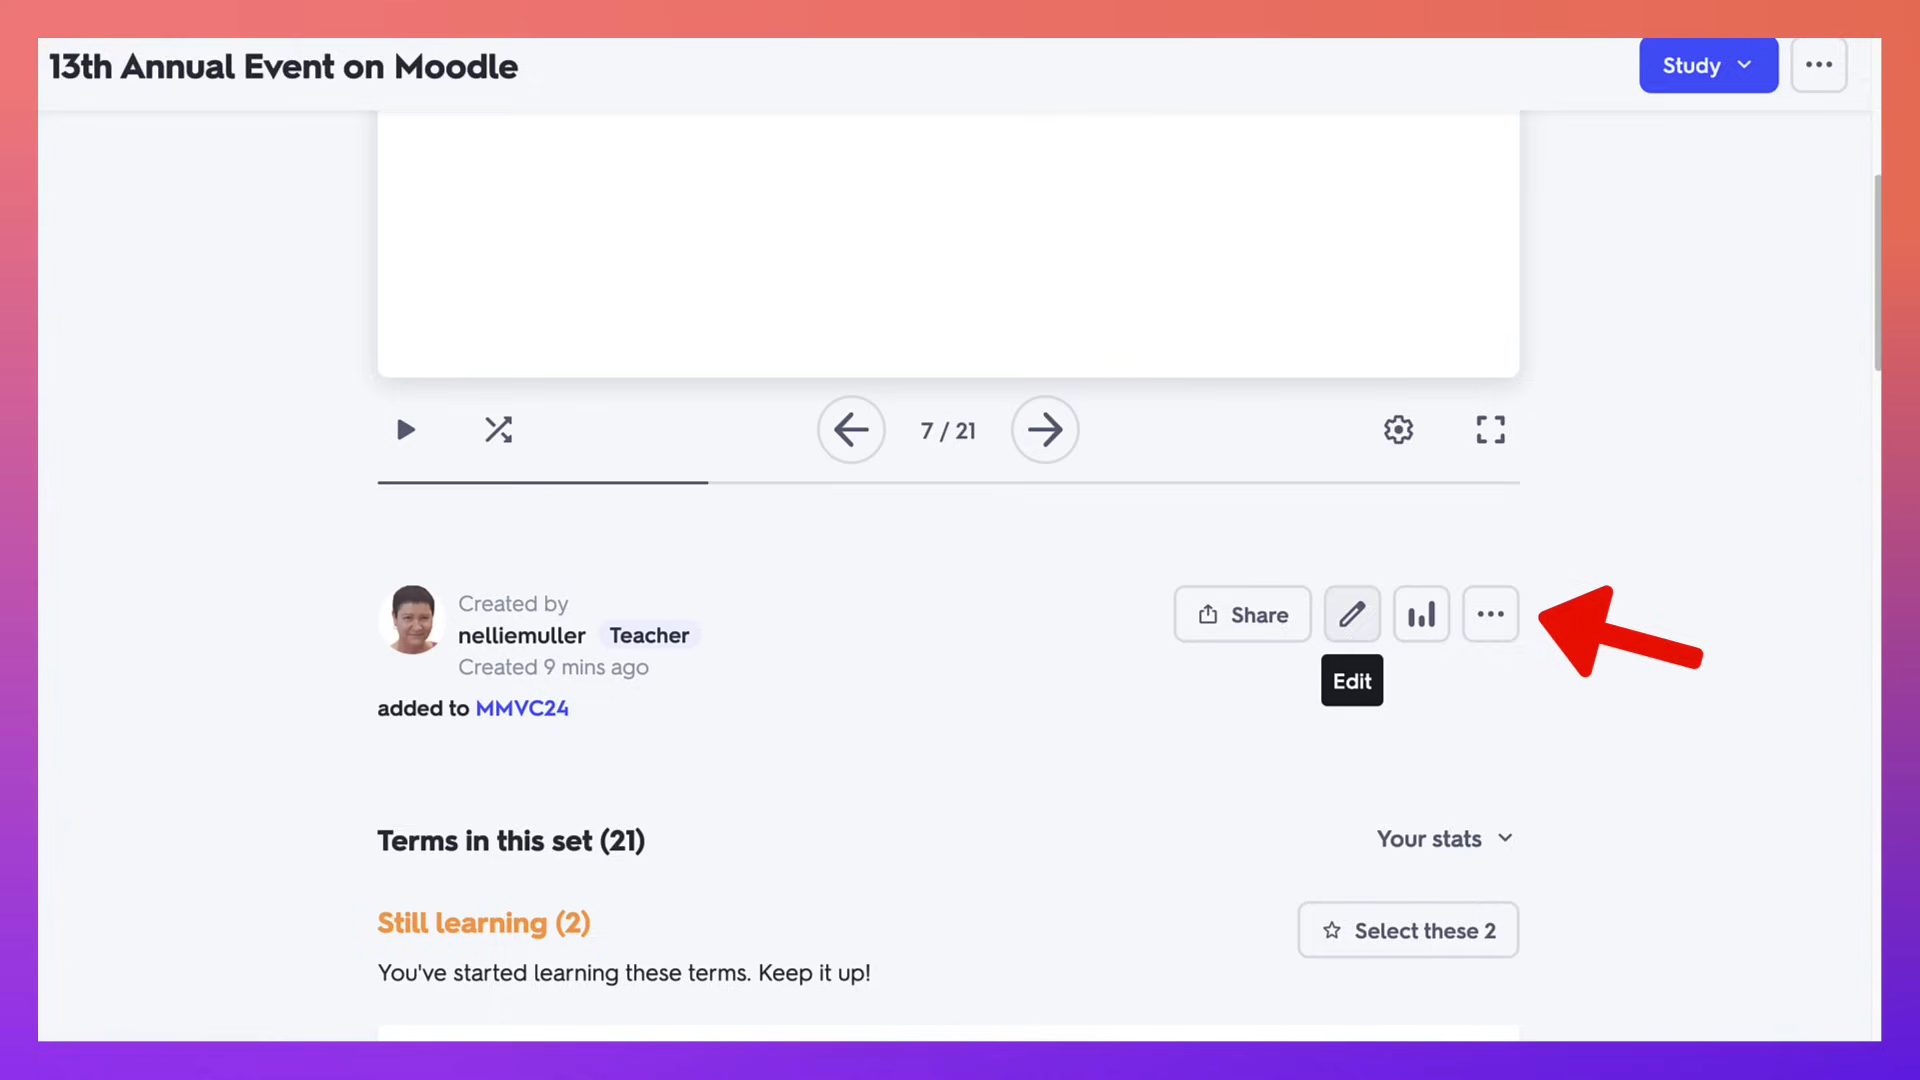 13th Annual Event on Moodle
Study
7 / 21
Created by
nelliemuller Teacher
Created 9 mins ago
added to MMVC24
Share
Edit
Terms in this set (21)
Your stats
Still learning (2)
Select these 2
You've started learning these terms. Keep it up!